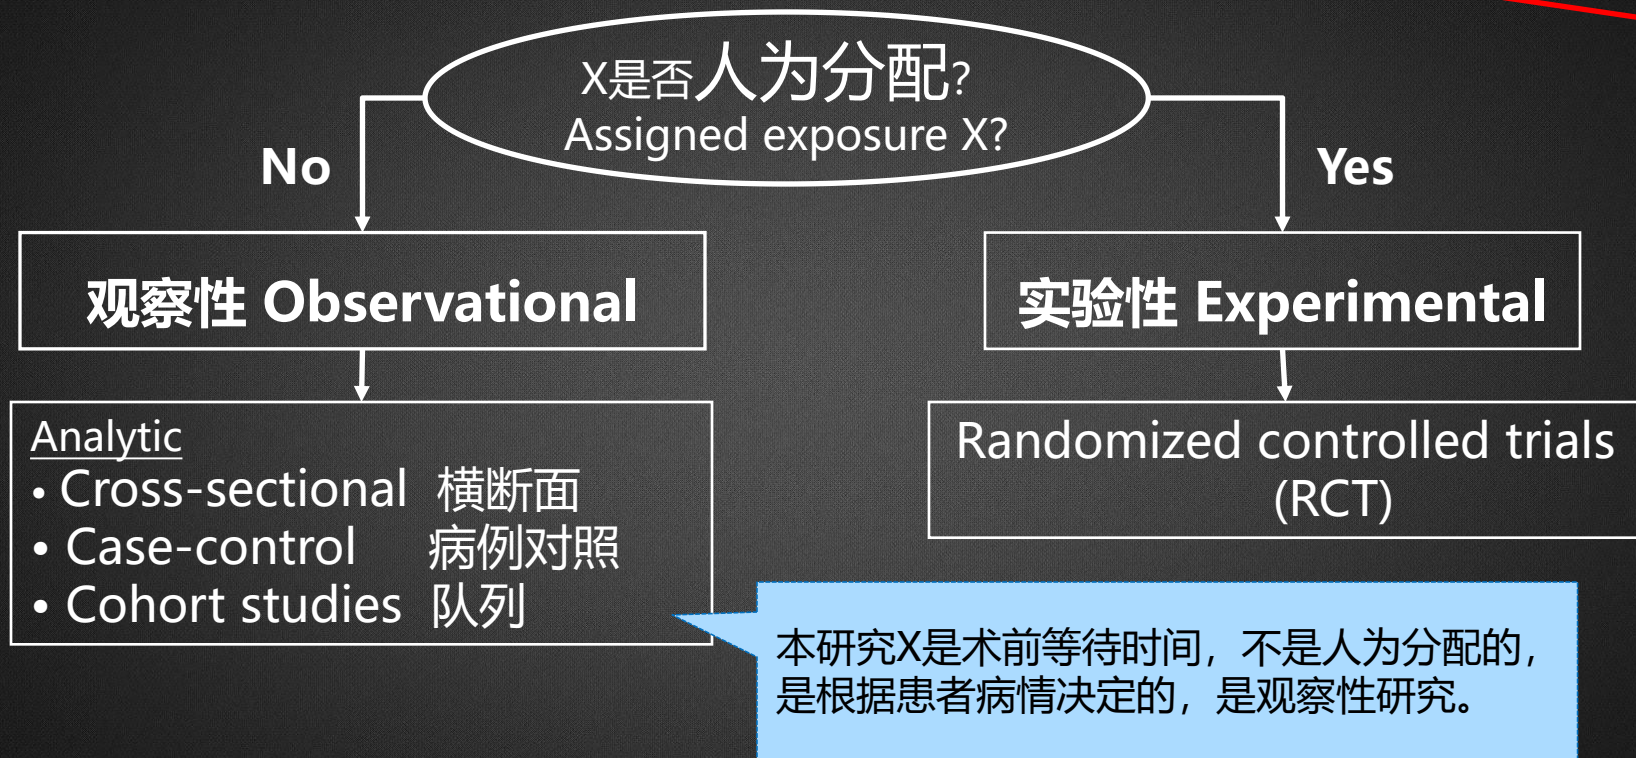 X是否人为分配?
Assigned exposure X?
No
Yes
观察性 Observational
实验性 Experimental
Analytic
• Cross-sectional 横断面
• Case-control 病例对照
• Cohort studies 队列
Randomized controlled trials
(RCT)
本研究X是术前等待时间，不是人为分配的，
是根据患者病情决定的，是观察性研究。